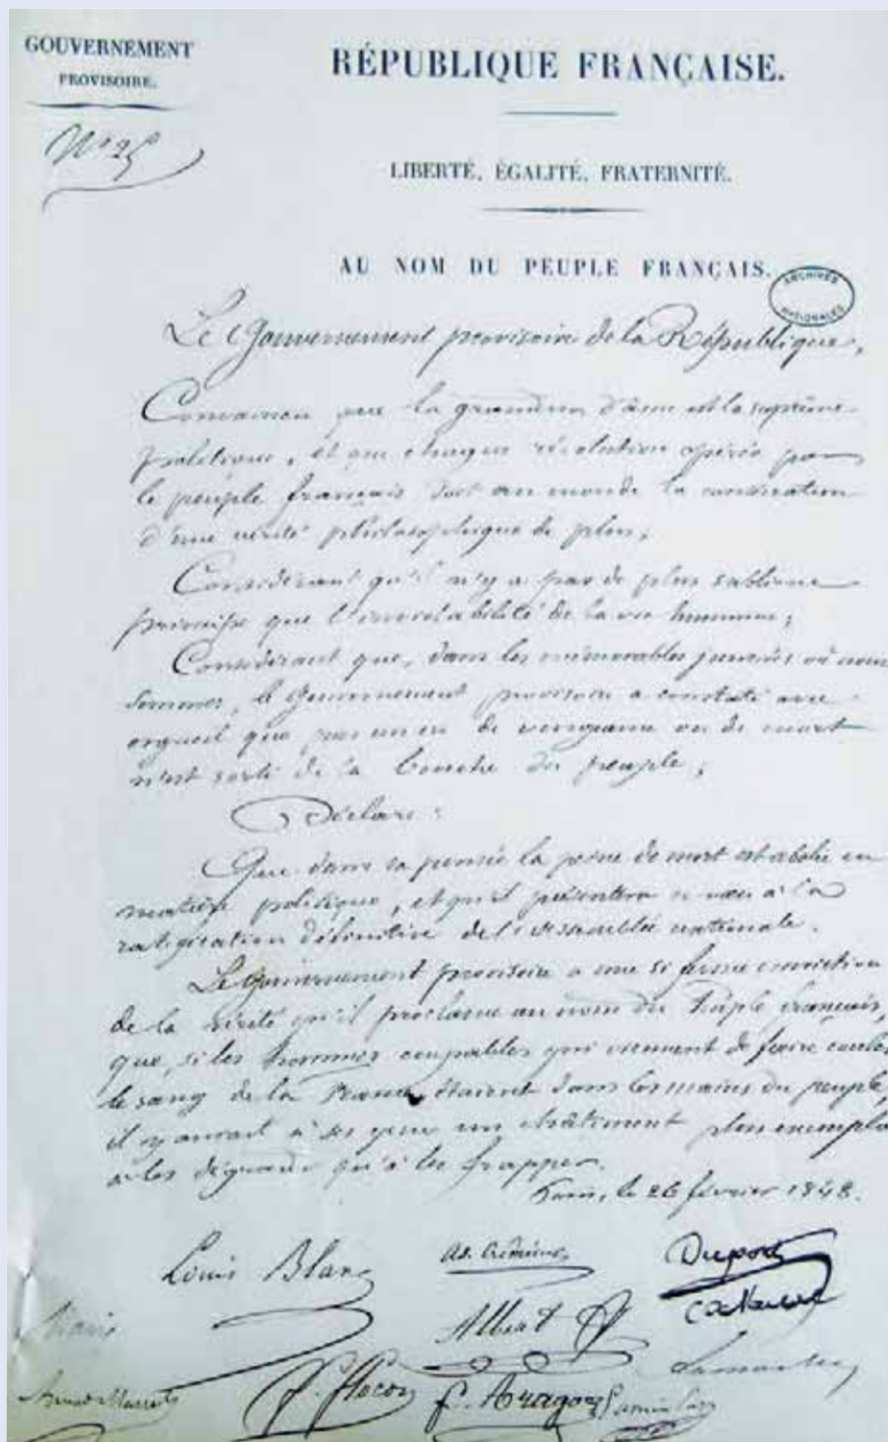 GOUVERNEMENT
PROVISOIRE.
RÉPUBLIQUE FRANÇAISE.
LIBERTÉ, ÉGALITÉ, FRATERNITÉ.
AU NOM DU PEUPLE FRANÇAIS.
ARCHIVES
NATIONALES
Le Gouvernement provisoire de la République,
Convaincu que la grandeur d'âme est la suprême
politique, et que chaque révolution opérée par
le peuple français doit au monde la consécration
d'une vérité philosophique de plus;
Considérant qu'il n'y a pas de plus sublime
principe que l'inviolabilité de la vie humaine;
Considérant que, dans les mémorables journées où nous
sommes, le Gouvernement provisoire a constaté avec
orgueil que pas un cri de vengeance ou de mort
n'est sorti de la bouche du peuple;
Déclare:
Que dans sa pensée la peine de mort est abolie en
matière politique, et qu'il présentera ce vœu à la
ratification définitive de l'assemblée nationale.
Le Gouvernement provisoire a une si ferme conviction
de la vérité qu'il proclame au nom du Peuple français,
que, si les hommes coupables qui viennent de faire couler
le sang de la France étaient dans les mains du peuple,
il y aurait à ses yeux un châtiment plus exempla
à les dégrader qu'à les frapper.
Paris, le 26 février 1848.
Louis Blanc
Ad. Crémieux
Dupont
Marie
Albert
Armand Marrast
F. Flocon
F. Arago